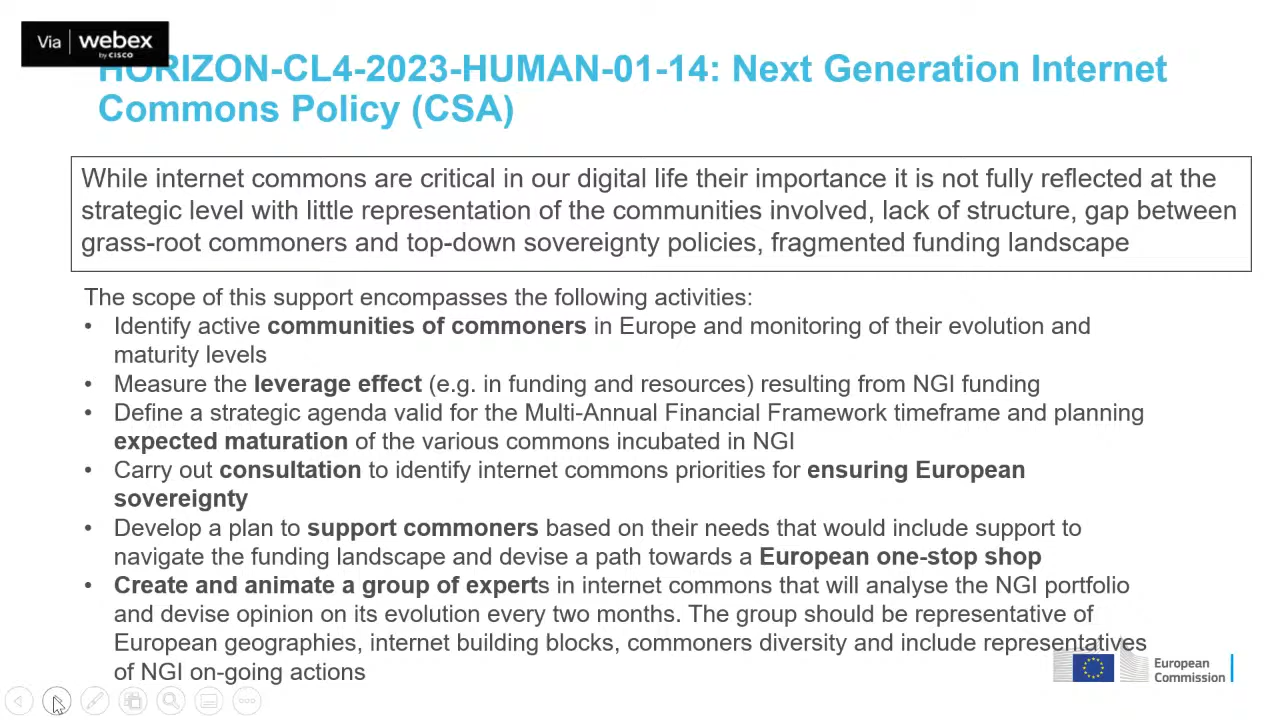 Via webex
by CISCO
HORIZON-CL4-2023-HUMAN-01-14: Next Generation Internet
Commons Policy (CSA)
While internet commons are critical in our digital life their importance it is not fully reflected at the
strategic level with little representation of the communities involved, lack of structure, gap between
grass-root commoners and top-down sovereignty policies, fragmented funding landscape
The scope of this support encompasses the following activities:
• Identify active communities of commoners in Europe and monitoring of their evolution and
maturity levels
• Measure the leverage effect (e.g. in funding and resources) resulting from NGI funding
• Define a strategic agenda valid for the Multi-Annual Financial Framework timeframe and planning
expected maturation of the various commons incubated in NGI
• Carry out consultation to identify internet commons priorities for ensuring European
sovereignty
• Develop a plan to support commoners based on their needs that would include support to
navigate the funding landscape and devise a path towards a European one-stop shop
• Create and animate a group of experts in internet commons that will analyse the NGI portfolio
and devise opinion on its evolution every two months. The group should be representative of
European geographies, internet building blocks, commoners diversity and include representatives
of NGI on-going actions
European
Commission